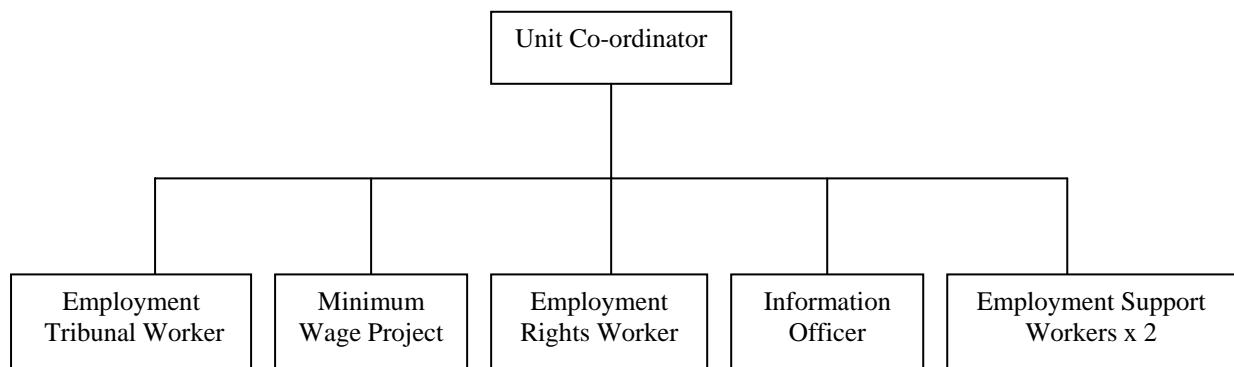 Unit Co-ordinator
Employment
Tribunal Worker
Minimum
Wage Project
Employment
Rights Worker
Information
Officer
Employment Support
Workers x 2